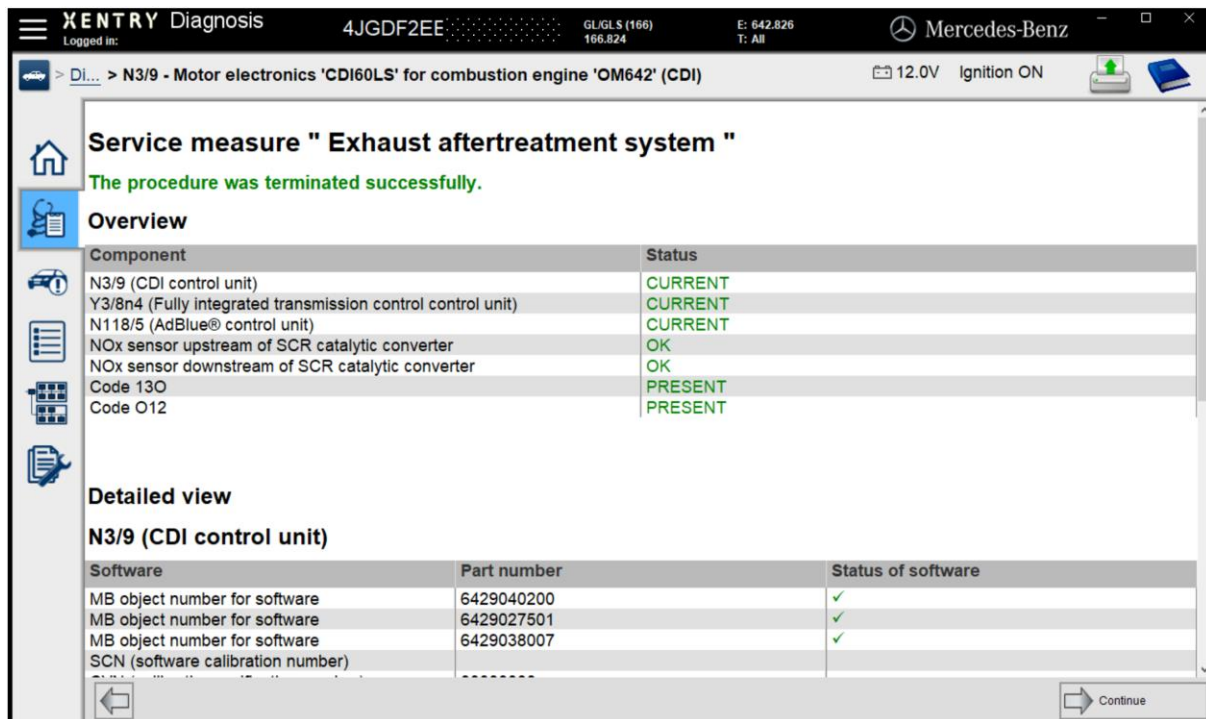 XENTRY Diagnosis
Logged in:
4JGDF2EE
GL/GLS (166)
166.824
E: 642.826
T: All
Mercedes-Benz
> Di... > N3/9 - Motor electronics 'CDI60LS' for combustion engine 'OM642' (CDI)
12.0V Ignition ON
Service measure " Exhaust aftertreatment system "
The procedure was terminated successfully.
Overview
Component Status
N3/9 (CDI control unit) CURRENT
Y3/8n4 (Fully integrated transmission control control unit) CURRENT
N118/5 (AdBlue® control unit) CURRENT
NOx sensor upstream of SCR catalytic converter OK
NOx sensor downstream of SCR catalytic converter OK
Code 13O PRESENT
Code O12 PRESENT
Detailed view
N3/9 (CDI control unit)
Software Part number Status of software
MB object number for software 6429040200 ✓
MB object number for software 6429027501 ✓
MB object number for software 6429038007 ✓
SCN (software calibration number)
Continue